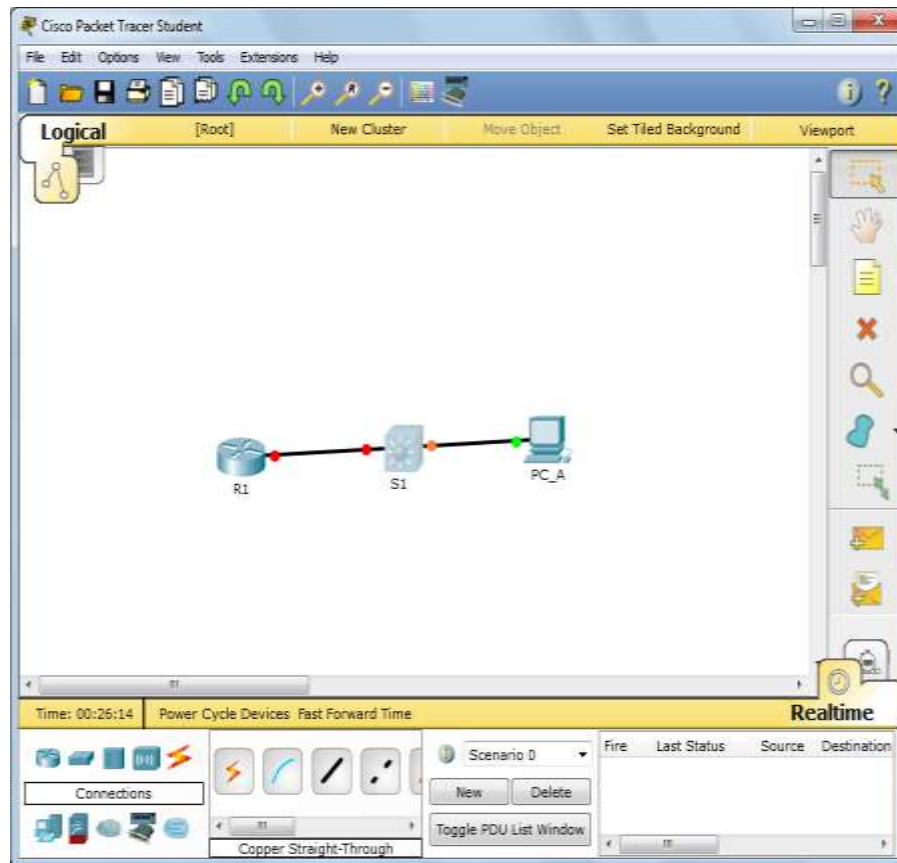 Cisco Packet Tracer Student
File Edit Options View Tools Extensions Help
Logical [Root] New Cluster Move Object Set Tiled Background Viewport
R1 S1 PC_A
Time: 00:26:14 Power Cycle Devices Fast Forward Time Realtime
Scenario 0 Fire Last Status Source Destination
Connections New Delete
Toggle PDU List Window
Copper Straight-Through